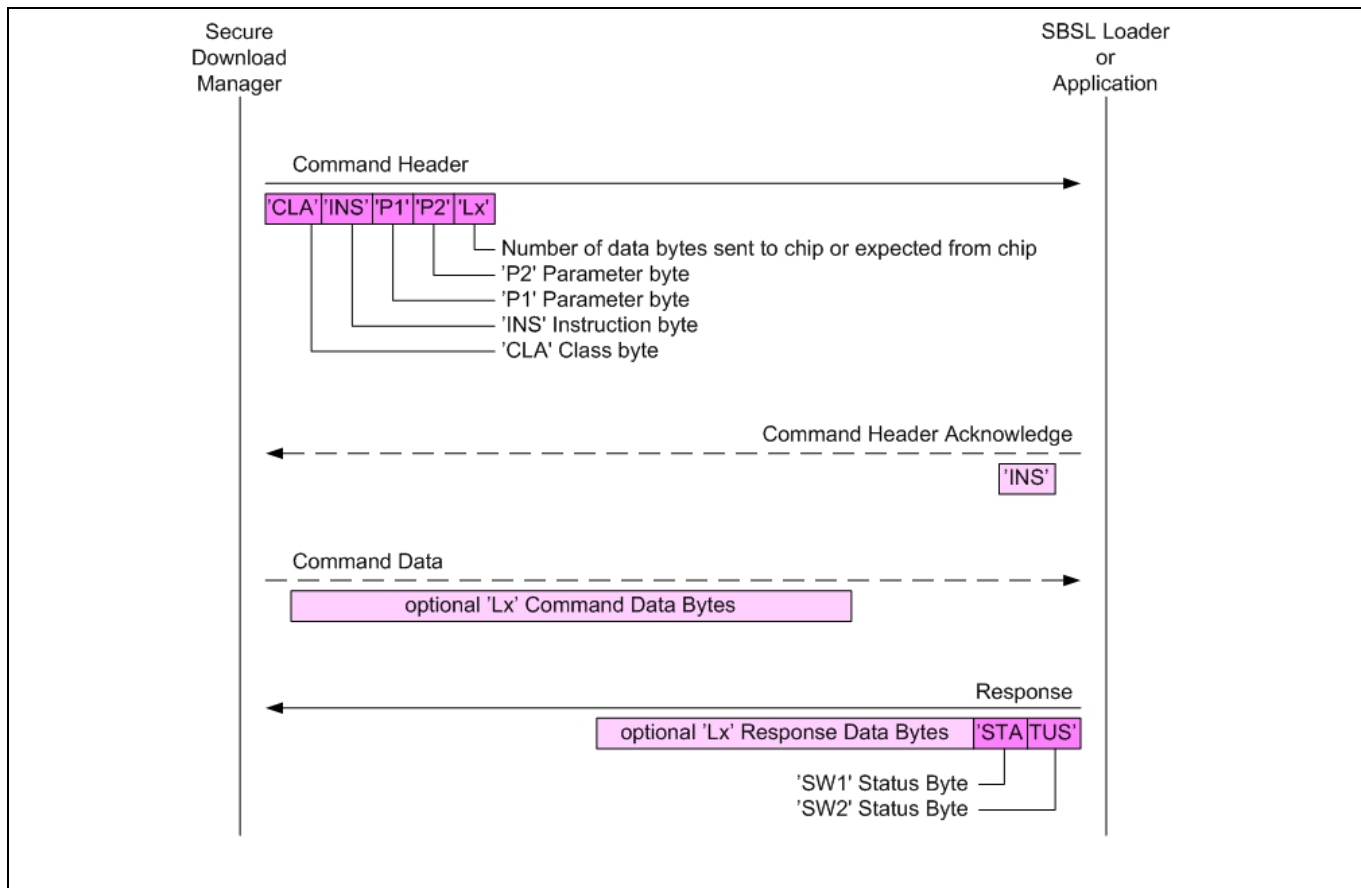 Secure
Download
Manager
SBSL Loader
or
Application
Command Header
'CLA' 'INS' 'P1' 'P2' 'Lx'
Number of data bytes sent to chip or expected from chip
'P2' Parameter byte
'P1' Parameter byte
'INS' Instruction byte
'CLA' Class byte
Command Header Acknowledge
'INS'
Command Data
optional 'Lx' Command Data Bytes
Response
optional 'Lx' Response Data Bytes 'STA TUS'
'SW1' Status Byte
'SW2' Status Byte